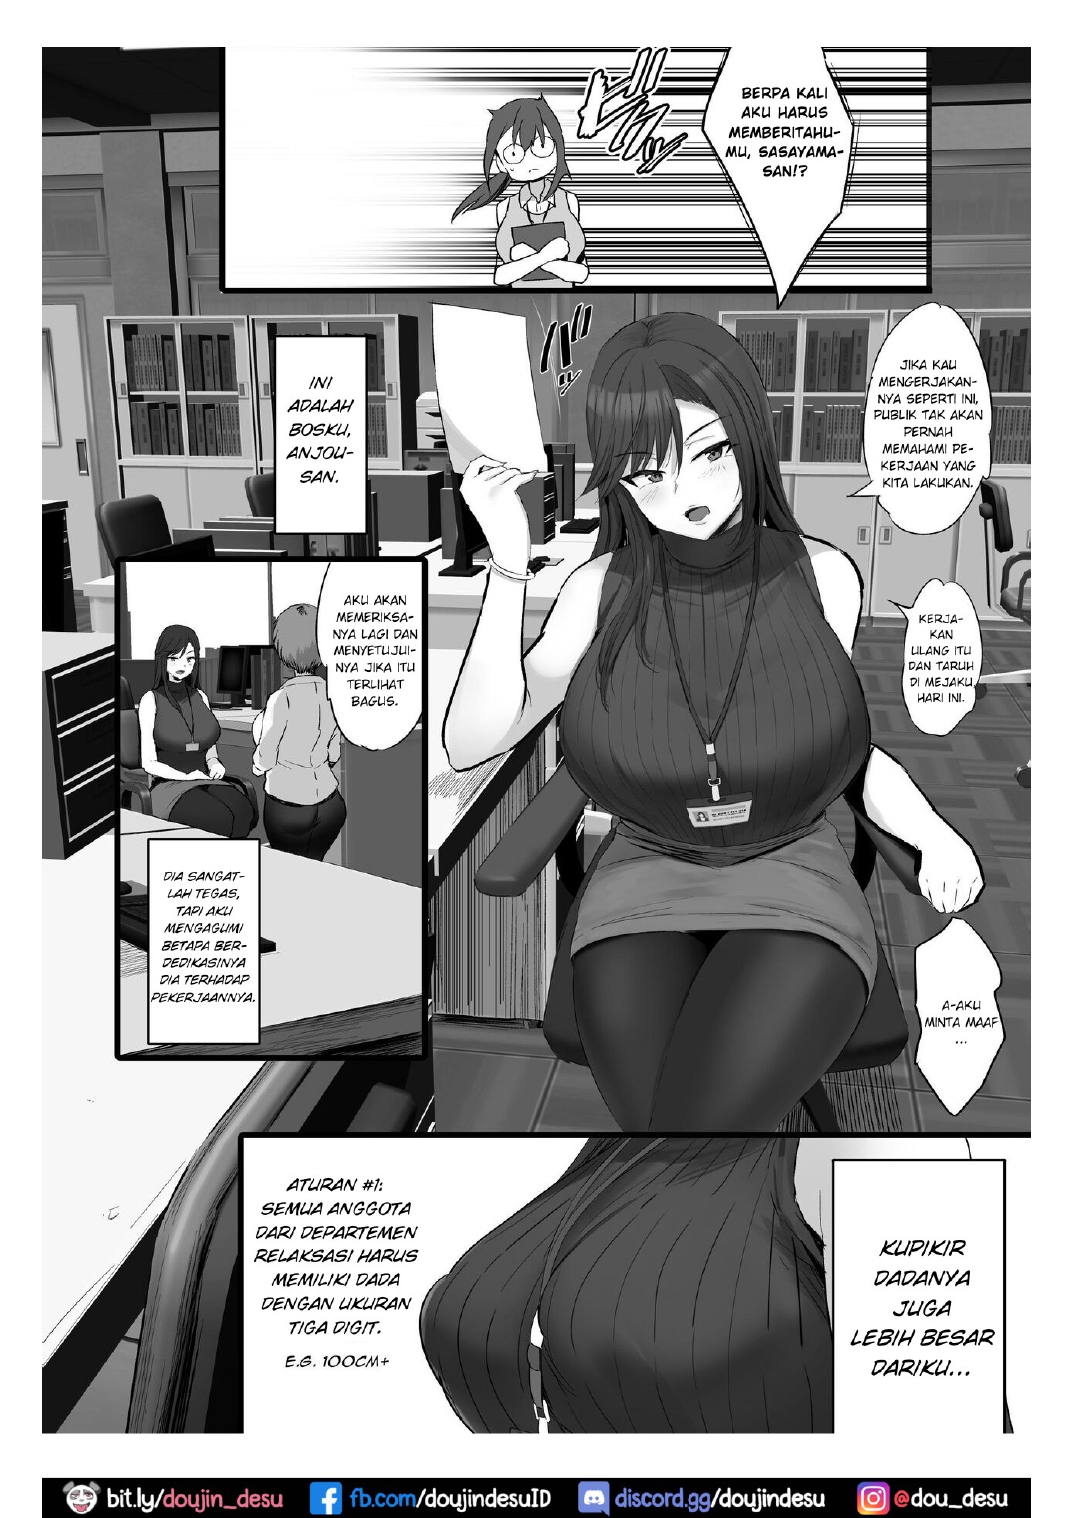 BERPA KALI
AKU HARUS
MEMBERITAHU-
MU, SASAYAMA-
SAN!?
JIKA KAU
MENGERJAKAN-
NYA SEPERTI INI,
PUBLIK TAK AKAN
PERNAH
MEMAHAMI PE-
KERJAAN YANG
KITA LAKUKAN.
INI
ADALAH
BOSKU,
ANJOU-
SAN.
KERJA-
KAN
ULANG ITU
DAN TARUH
DI MEJAKU
HARI INI.
AKU AKAN
MEMERIKSA-
NYA LAGI DAN
MENYETUJUI-
NYA JIKA ITU
TERLIHAT
BAGUS.
DIA SANGAT-
LAH TEGAS,
TAPI AKU
MENGAGUMI
BETAPA BER-
DEDIKASINYA
DIA TERHADAP
PEKERJAANNYA.
A-AKU
MINTA MAAF
...
ATURAN #1:
SEMUA ANGGOTA
DARI DEPARTEMEN
RELAKSASI HARUS
MEMILIKI DADA
DENGAN UKURAN
TIGA DIGIT.
E.G. 100CM+
KUPIKIR
DADANYA
JUGA
LEBIH BESAR
DARIKU...
bit.ly/doujin_desu fb.com/doujindesuID discord.gg/doujindesu @dou_desu